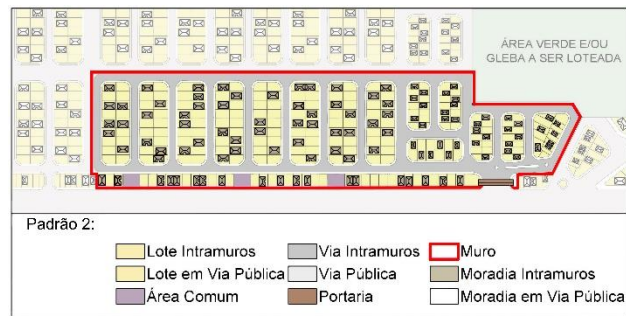 ÁREA VERDE E/OU
GLEBA A SER LOTEADA
Padrão 2:
Lote Intramuros
Via Intramuros
Muro
Lote em Via Pública
Via Pública
Moradia Intramuros
Área Comum
Portaria
Moradia em Via Pública